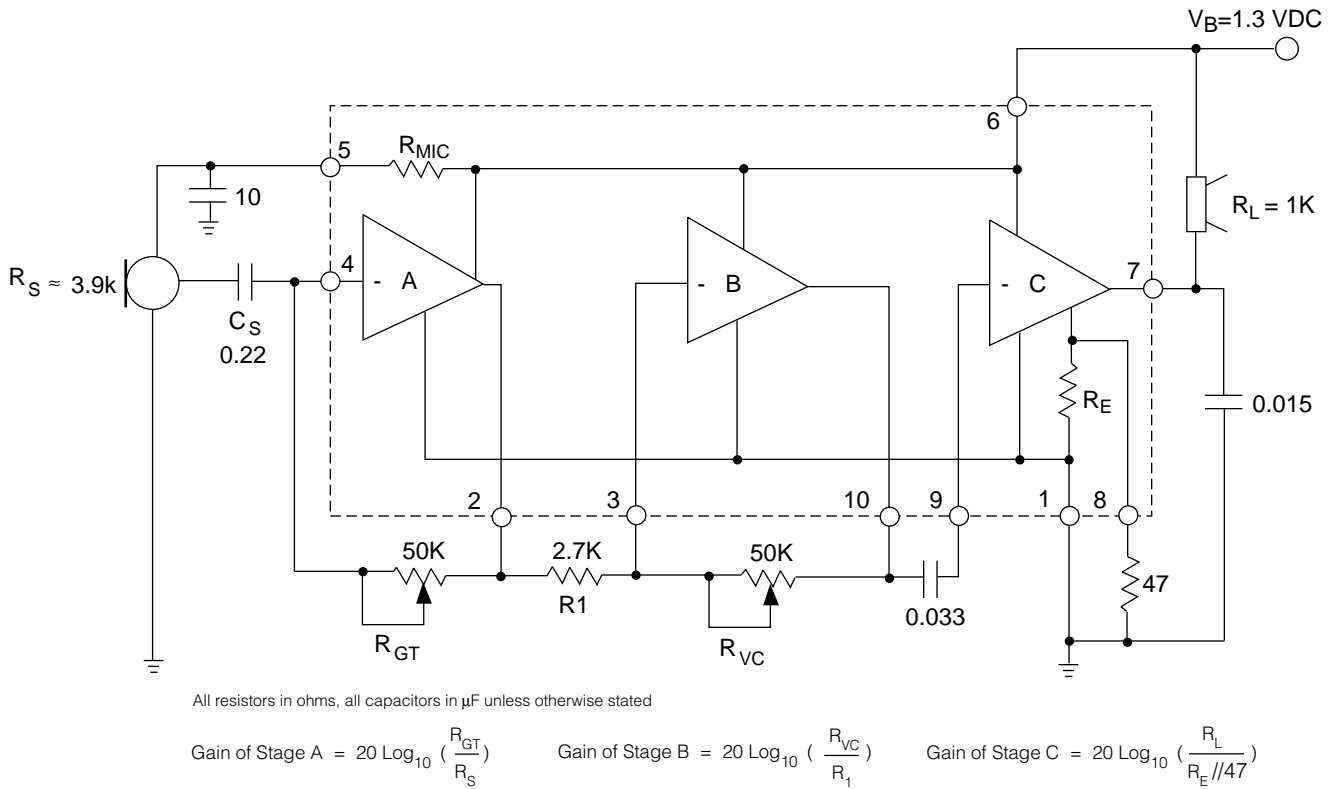 V_B=1.3 VDC
6
5
R_MIC
10
R_L = 1K
R_S ≈ 3.9k
4
- A
- B
- C
7
C_S
0.22
R_E
0.015
2
3
10
9
1
8
50K
2.7K
50K
47
R1
0.033
R_GT
R_VC
All resistors in ohms, all capacitors in μF unless otherwise stated
Gain of Stage A = 20 Log_10 (R_GT / R_S)
Gain of Stage B = 20 Log_10 (R_VC / R_1)
Gain of Stage C = 20 Log_10 (R_L / R_E//47)